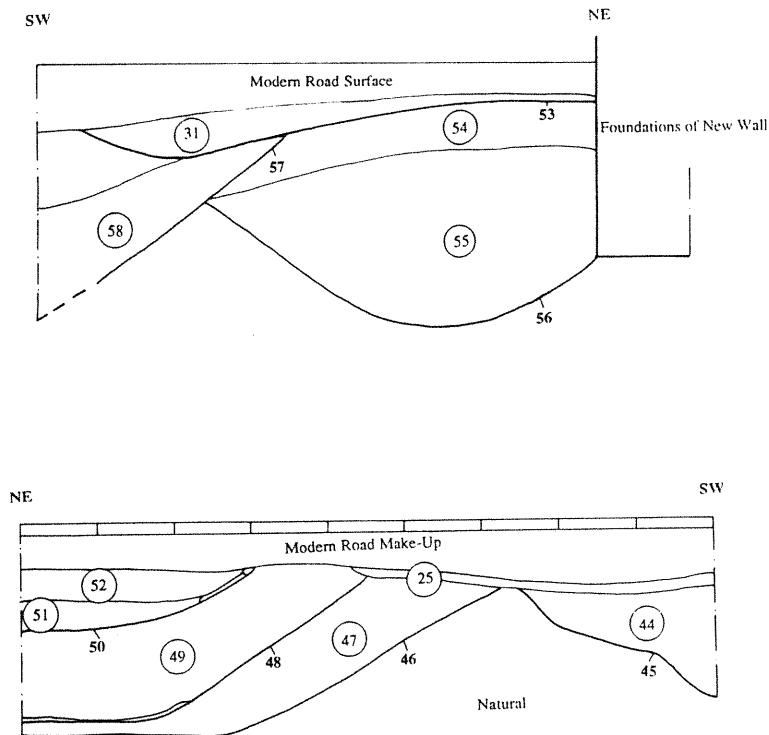 SW
NE
Modern Road Surface
31
54
53
Foundations of New Wall
57
58
55
56
NE
SW
Modern Road Make-Up
52
25
51
50
49
48
47
46
44
45
Natural